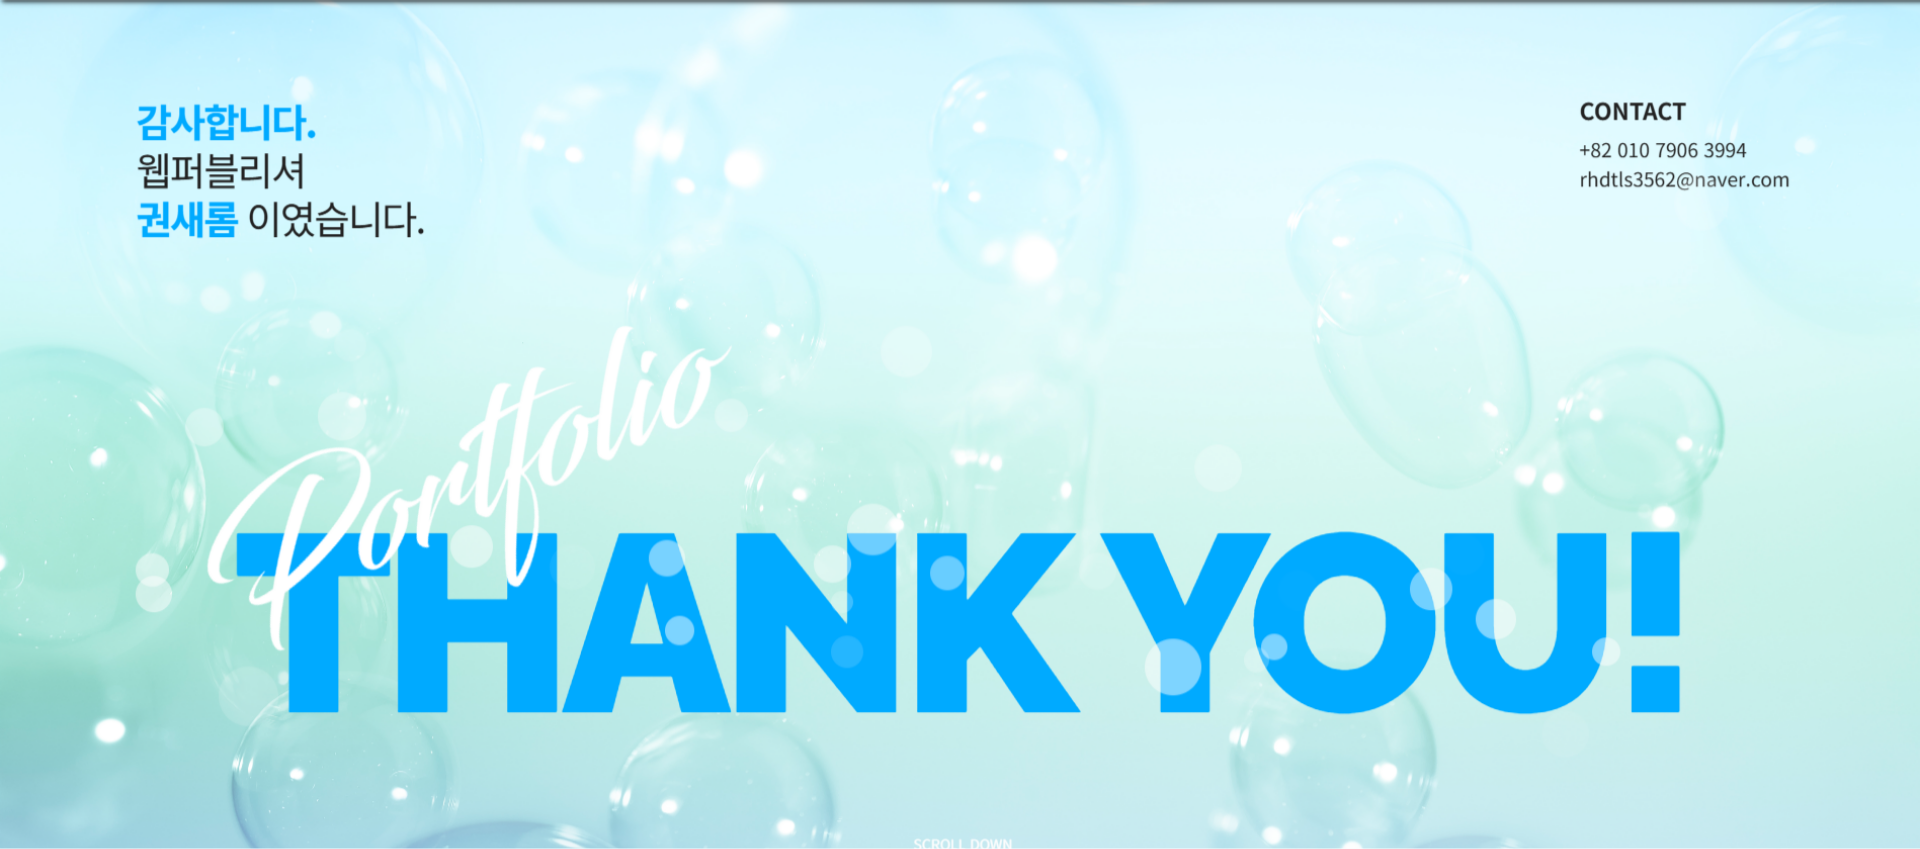 감사합니다.
웹퍼블리셔
권새롬 이였습니다.
CONTACT
+82 010 7906 3994
rhdtls3562@naver.com
Portfolio
THANK YOU!
SCROLL DOWN